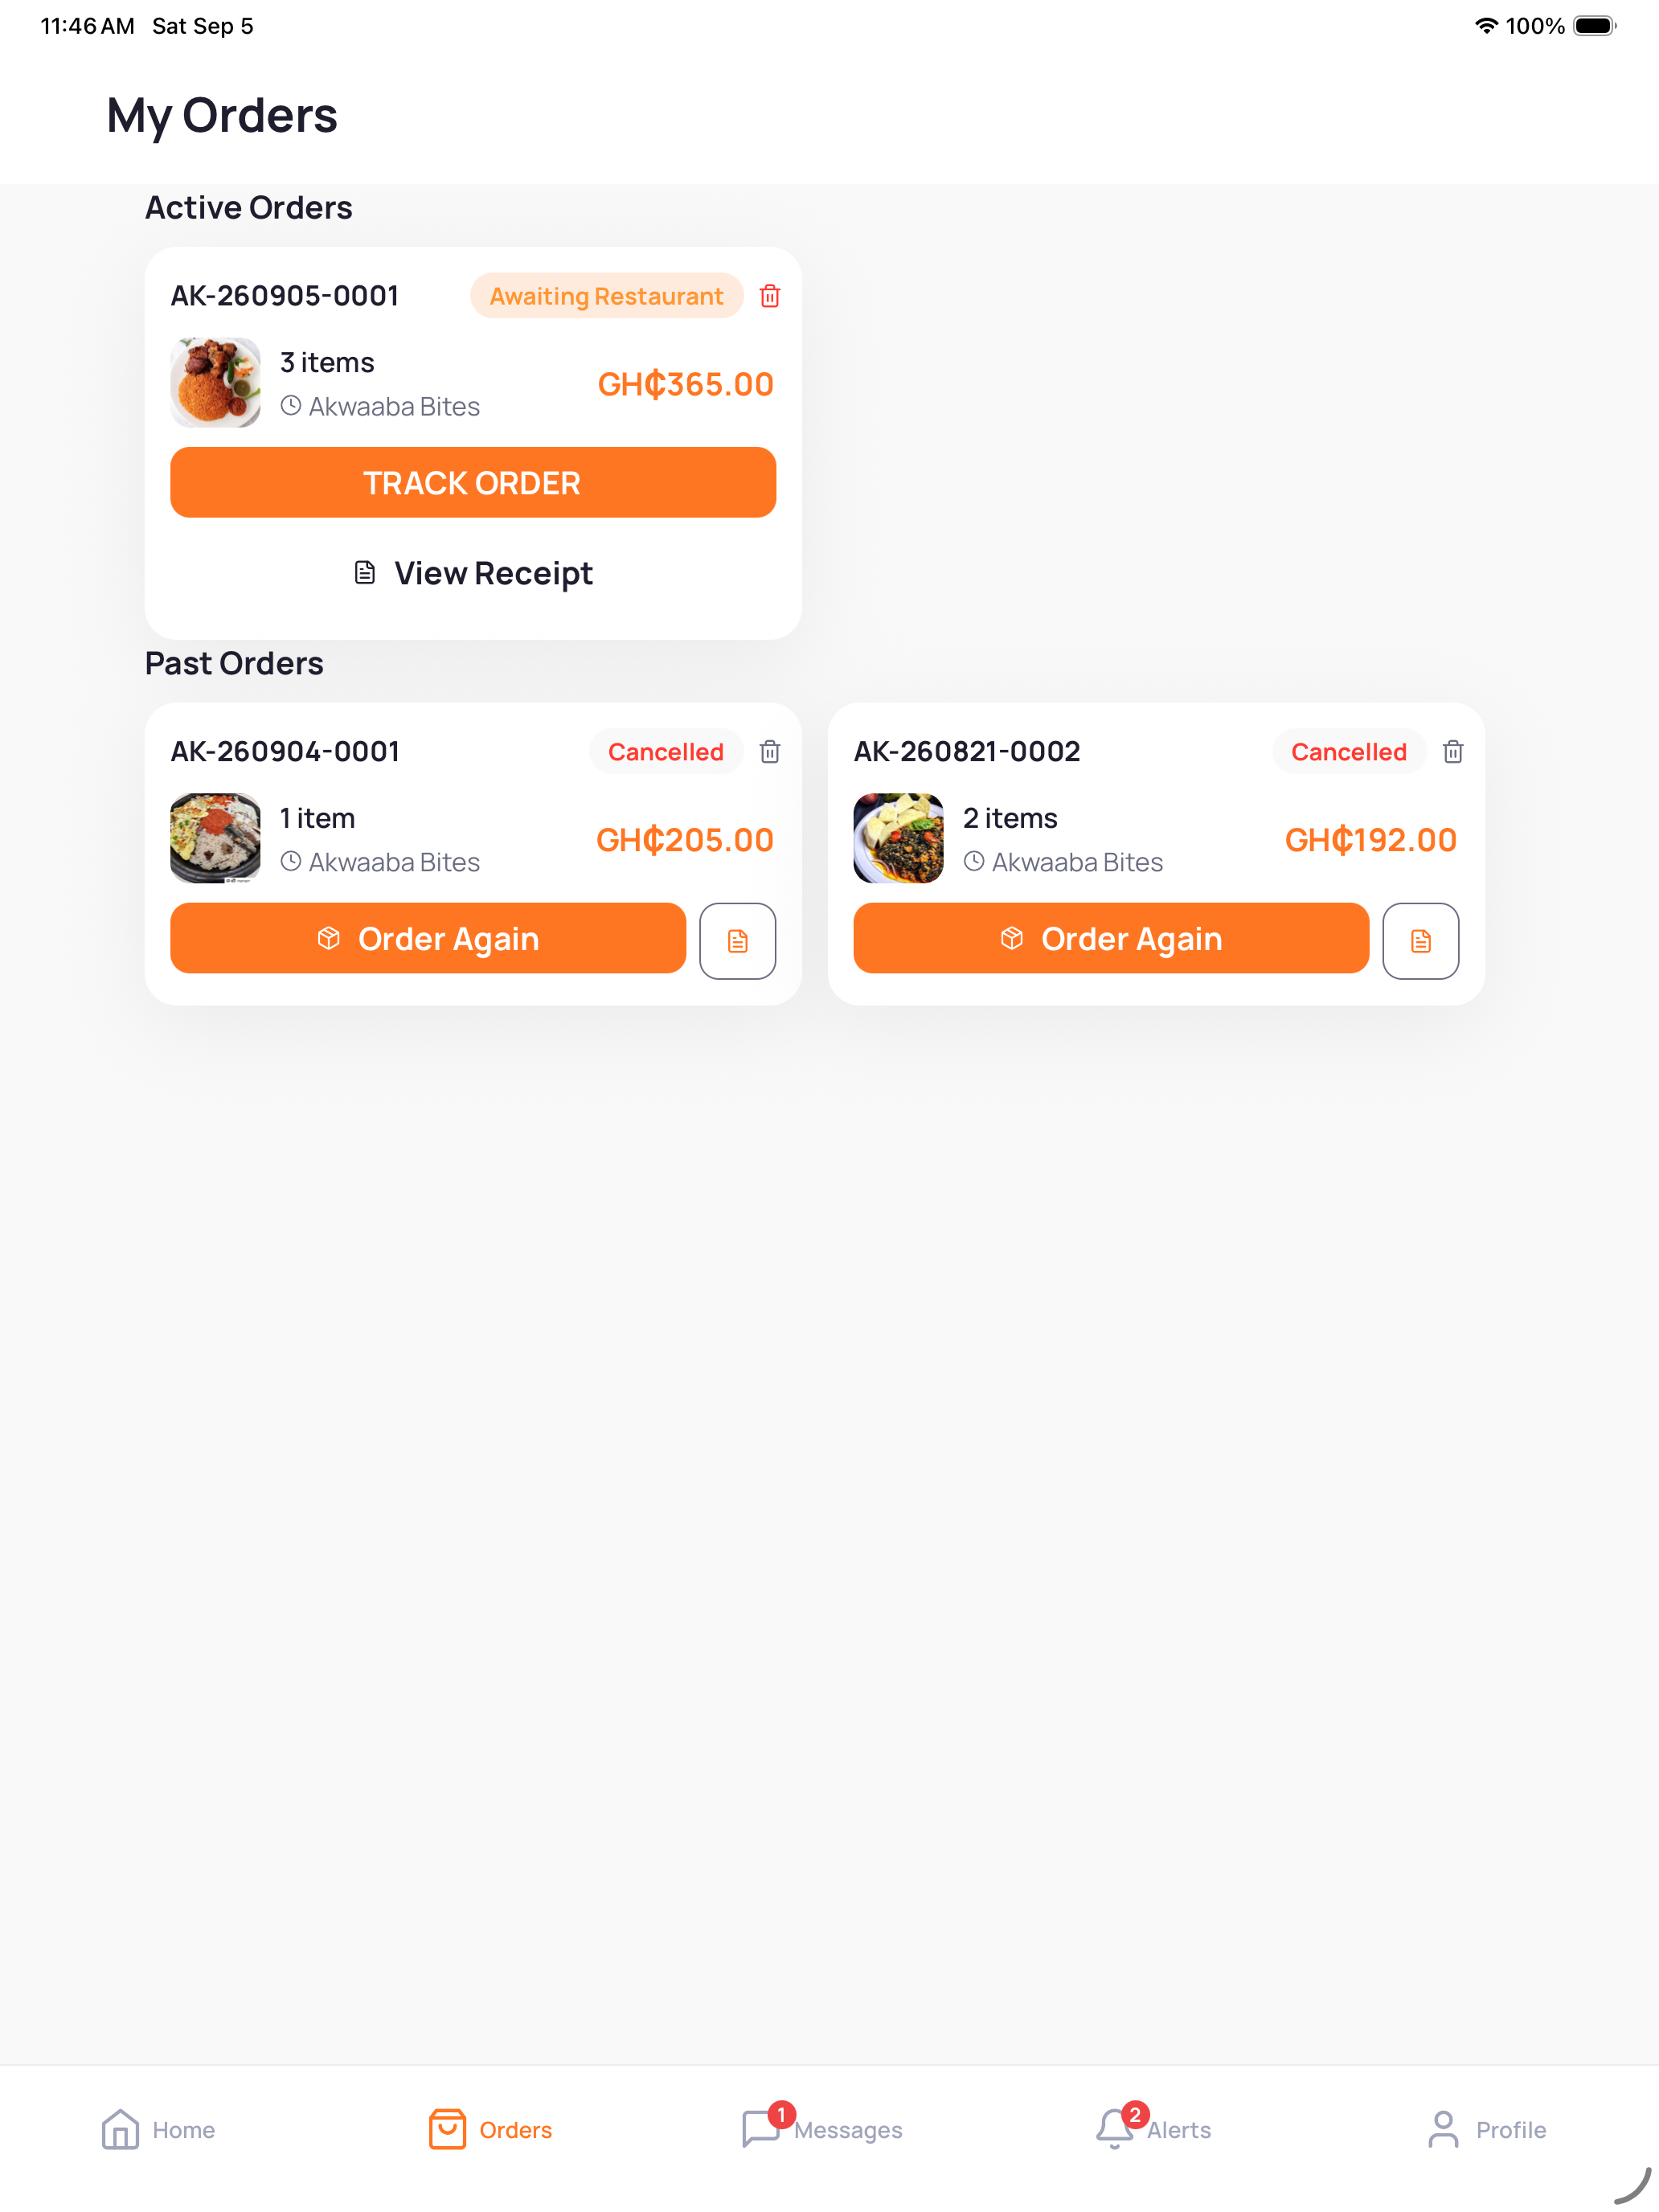 11:46 AM Sat Sep 5
100%
My Orders
Active Orders
AK-260905-0001
Awaiting Restaurant
3 items
Akwaaba Bites
GH₵365.00
TRACK ORDER
View Receipt
Past Orders
AK-260904-0001
Cancelled
1 item
Akwaaba Bites
GH₵205.00
Order Again
AK-260821-0002
Cancelled
2 items
Akwaaba Bites
GH₵192.00
Order Again
Home
Orders
1
Messages
2
Alerts
Profile